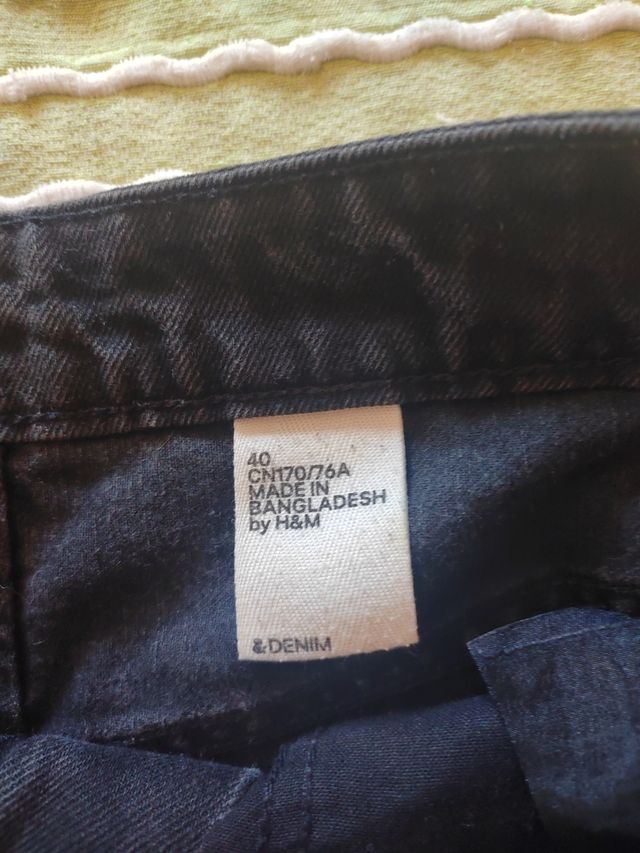 40
CN170/76A
MADE IN
BANGLADESH
by H&M
&DENIM